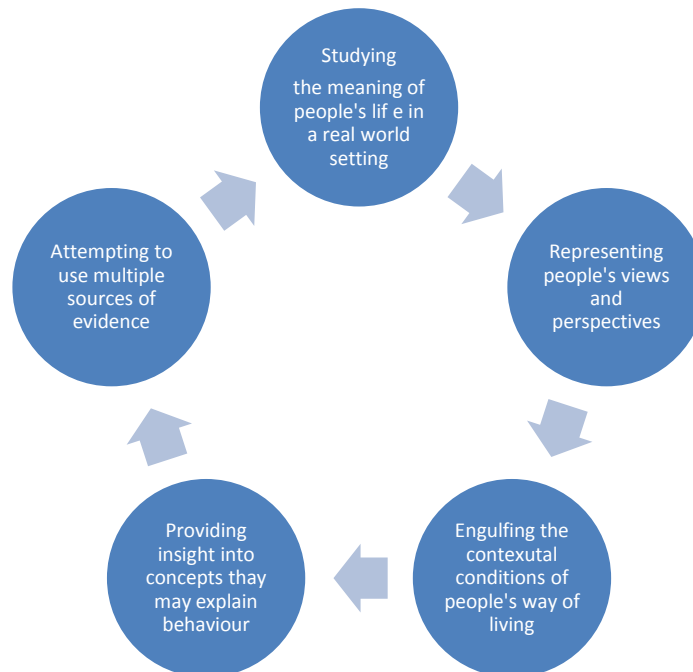 Studying
the meaning of
people's lif e in
a real world
setting
Representing
people's views
and
perspectives
Engulfing the
contexutal
conditions of
people's way of
living
Providing
insight into
concepts thay
may explain
behaviour
Attempting to
use multiple
sources of
evidence